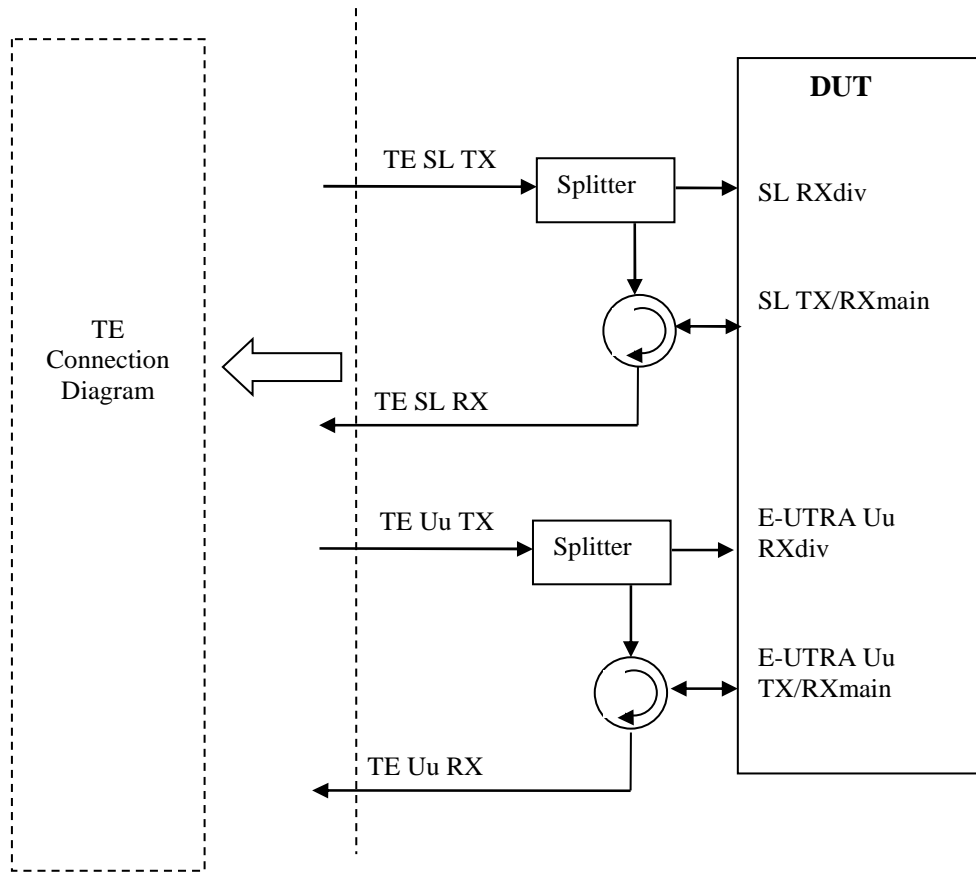 DUT
TE SL TX
Splitter
SL RXdiv
SL TX/RXmain
TE
Connection
Diagram
TE SL RX
TE Uu TX
Splitter
E-UTRA Uu
RXdiv
E-UTRA Uu
TX/RXmain
TE Uu RX